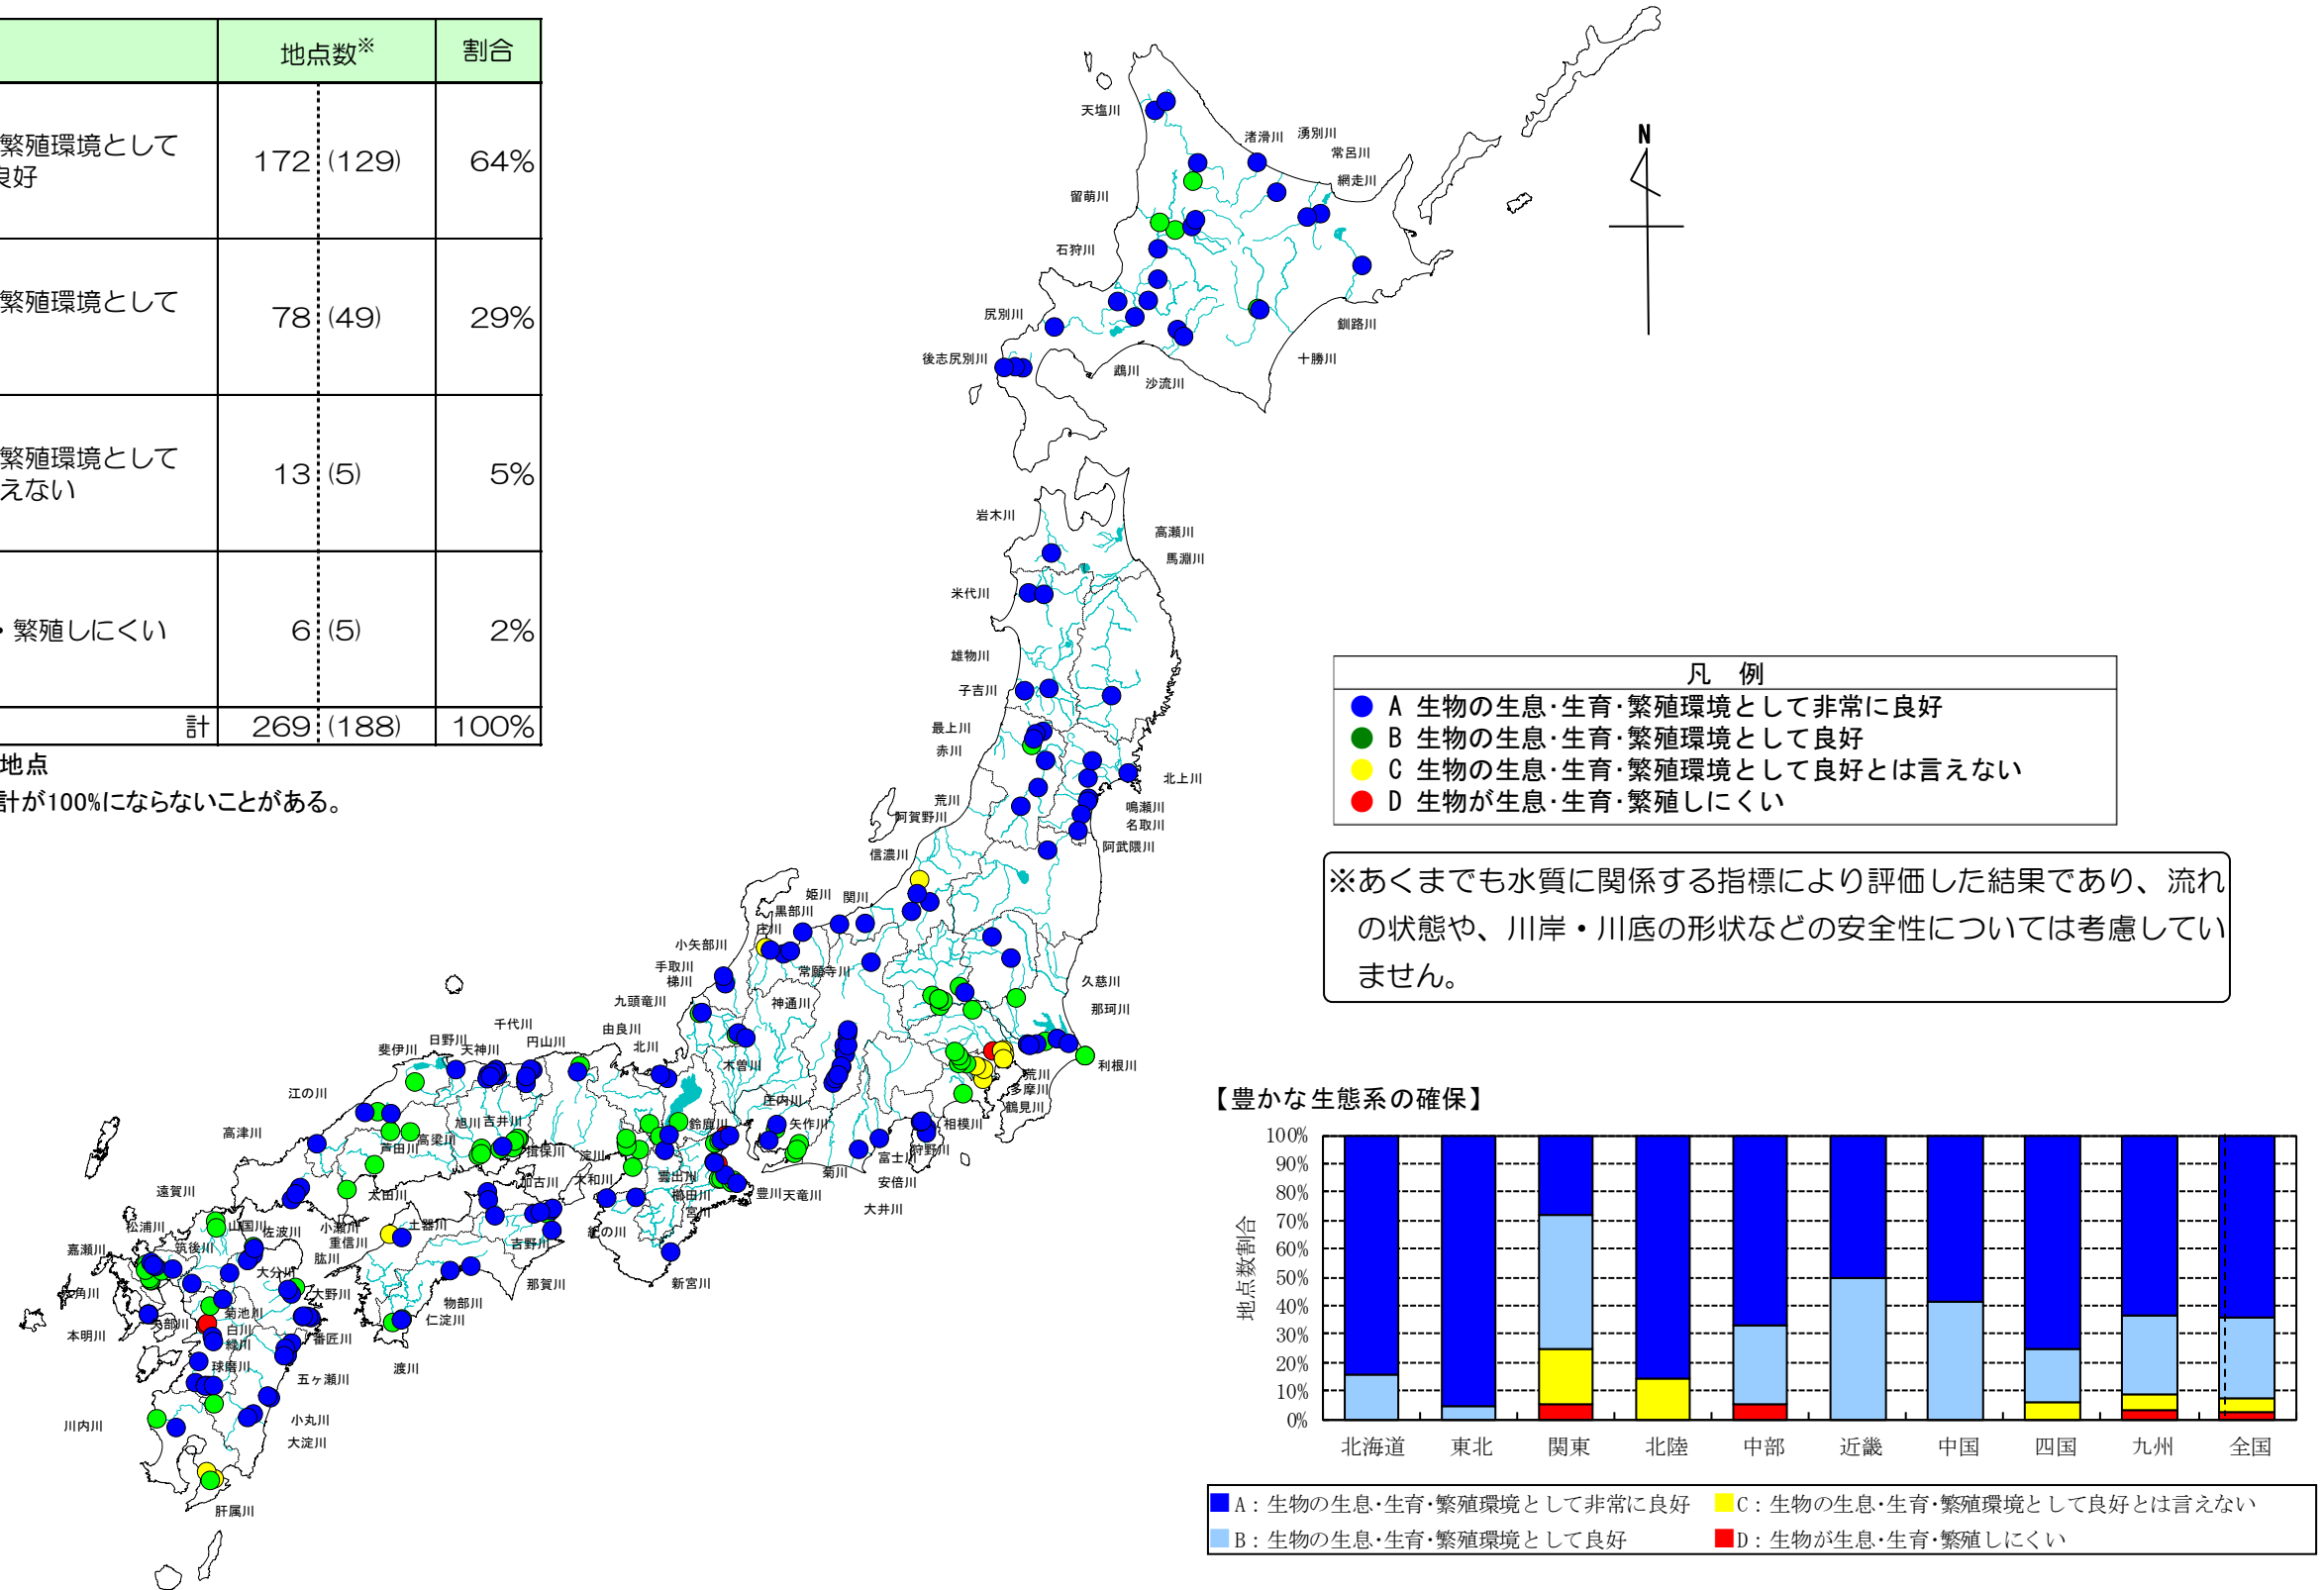 地点数※ 割合
繁殖環境として
良好
172 (129) 64%
繁殖環境として
78 (49) 29%
繁殖環境として
えない
13 (5) 5%
・繁殖しにくい
6 (5) 2%
計 269 (188) 100%
地点
計が100%にならないことがある。
天塩川
渚滑川
湧別川
常呂川
網走川
留萌川
石狩川
尻別川
後志尻別川
鵡川
沙流川
十勝川
釧路川
N
岩木川
高瀬川
馬淵川
米代川
雄物川
子吉川
最上川
赤川
北上川
鳴瀬川
名取川
阿武隈川
荒川
阿賀野川
信濃川
関川
姫川
黒部川
庄川
小矢部川
常願寺川
神通川
手取川
梯川
九頭竜川
久慈川
那珂川
利根川
荒川
多摩川
鶴見川
相模川
狩野川
富士川
安倍川
大井川
菊川
天竜川
豊川
矢作川
庄内川
木曽川
鈴鹿川
雲出川
櫛田川
宮川
北川
由良川
円山川
千代川
天神川
日野川
斐伊川
江の川
高津川
淀川
大和川
紀の川
新宮川
加古川
揖保川
吉井川
旭川
高梁川
芦田川
太田川
小瀬川
佐波川
土器川
重信川
肱川
吉野川
那賀川
物部川
仁淀川
渡川
遠賀川
山国川
松浦川
筑後川
嘉瀬川
六角川
本明川
矢部川
菊池川
白川
緑川
球磨川
大分川
大野川
番匠川
五ヶ瀬川
小丸川
大淀川
川内川
肝属川
凡 例
A 生物の生息・生育・繁殖環境として非常に良好
B 生物の生息・生育・繁殖環境として良好
C 生物の生息・生育・繁殖環境として良好とは言えない
D 生物が生息・生育・繁殖しにくい
※あくまでも水質に関係する指標により評価した結果であり、流れ
の状態や、川岸・川底の形状などの安全性については考慮してい
ません。
【豊かな生態系の確保】
地点数割合
100%
90%
80%
70%
60%
50%
40%
30%
20%
10%
0%
北海道 東北 関東 北陸 中部 近畿 中国 四国 九州 全国
A：生物の生息・生育・繁殖環境として非常に良好 C：生物の生息・生育・繁殖環境として良好とは言えない
B：生物の生息・生育・繁殖環境として良好 D：生物が生息・生育・繁殖しにくい